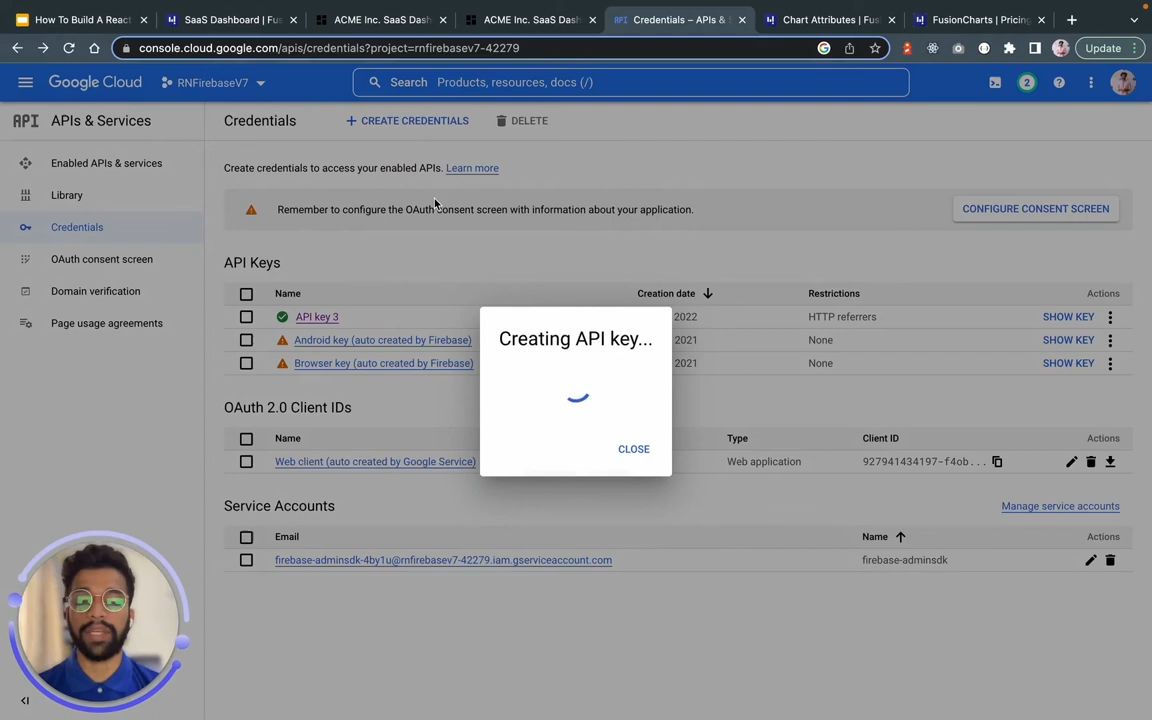 How To Build A React
SaaS Dashboard | Fus
ACME Inc. SaaS Dash
ACME Inc. SaaS Dash
API
Credentials – APIs &
Chart Attributes | Fus
FusionCharts | Pricing
console.cloud.google.com/apis/credentials?project=rnfirebasev7-42279
Update
Google Cloud
RNFirebaseV7
Search Products, resources, docs (/)
2
API APIs & Services
Credentials
CREATE CREDENTIALS
DELETE
Enabled APIs & services
Library
Credentials
OAuth consent screen
Domain verification
Page usage agreements
Create credentials to access your enabled APIs. Learn more
Remember to configure the OAuth consent screen with information about your application.
CONFIGURE CONSENT SCREEN
API Keys
Name Creation date Restrictions Actions
API key 3 2022 HTTP referrers SHOW KEY
Android key (auto created by Firebase) 2021 None SHOW KEY
Browser key (auto created by Firebase) 2021 None SHOW KEY
Creating API key...
CLOSE
OAuth 2.0 Client IDs
Name Type Client ID Actions
Web client (auto created by Google Service) Web application 927941434197-f4ob...
Service Accounts
Manage service accounts
Email Name Actions
firebase-adminsdk-4by1u@rnfirebasev7-42279.iam.gserviceaccount.com firebase-adminsdk